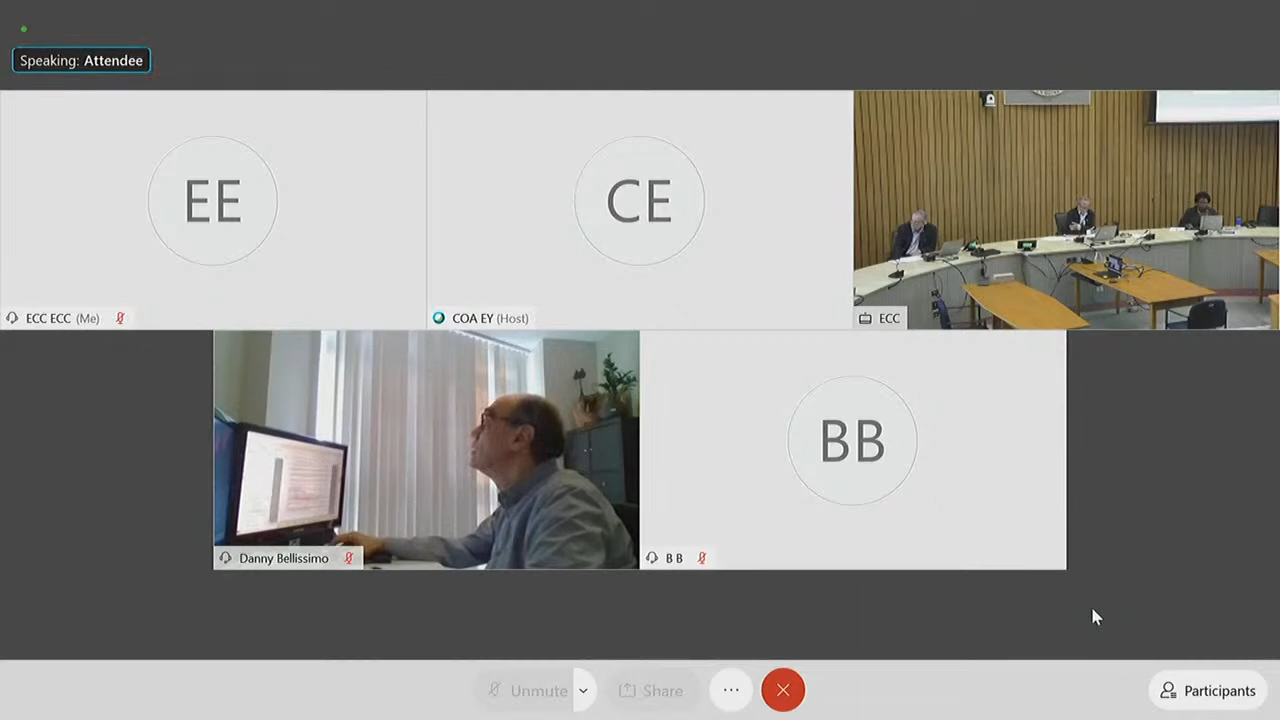 Speaking: Attendee
EE
CE
ECC ECC (Me)
COA EY (Host)
ECC
BB
Danny Bellissimo
B B
Unmute
Share
Participants